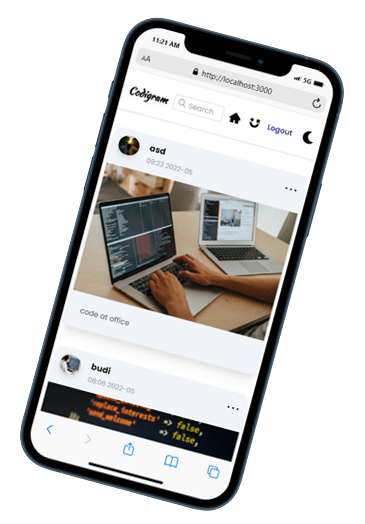 11:21 AM
5G
AA
http://localhost:3000
Codigram
Search
Logout
asd
09:23 2022-05
code at office
budi
08:06 2022-05
'replace_interests' => false,
'send_welcome' => false,